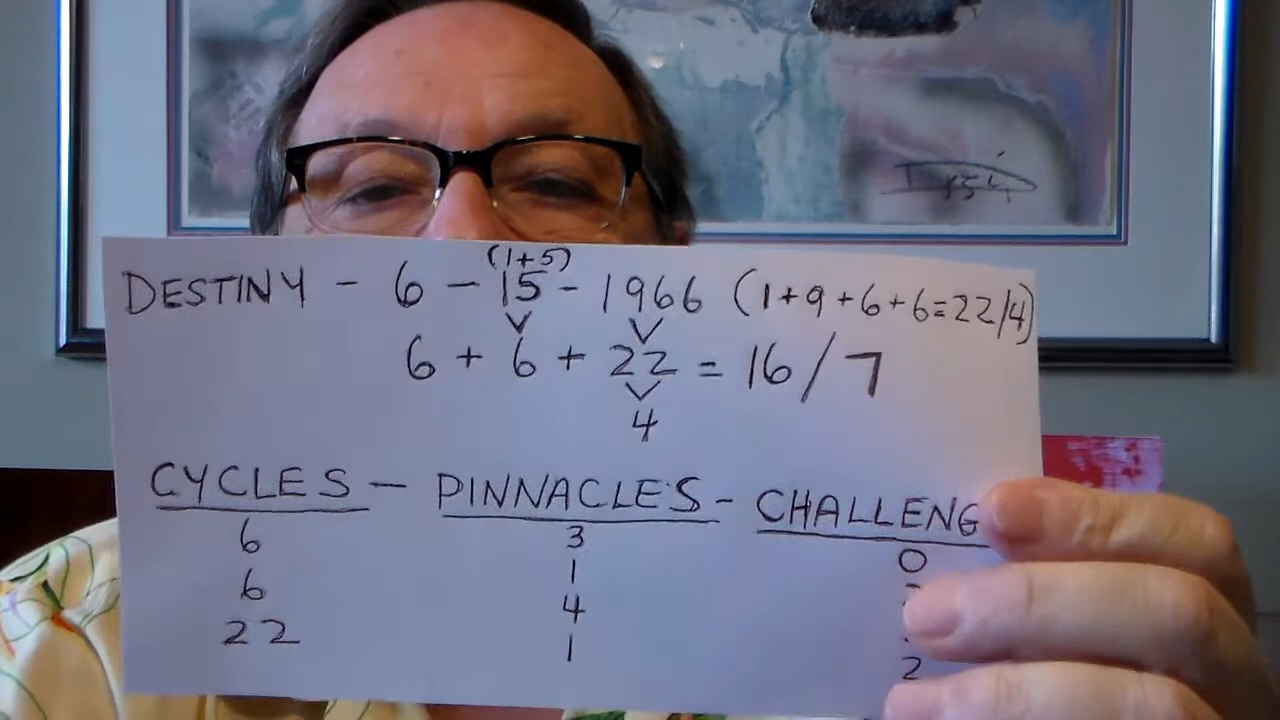 (1+5)
DESTINY - 6 - 15 - 1966 (1+9+6+6=22/4)
6 + 6 + 22 = 16/7
4
CYCLES - PINNACLES - CHALLENG
6 3 0
6 1
22 4
1 2